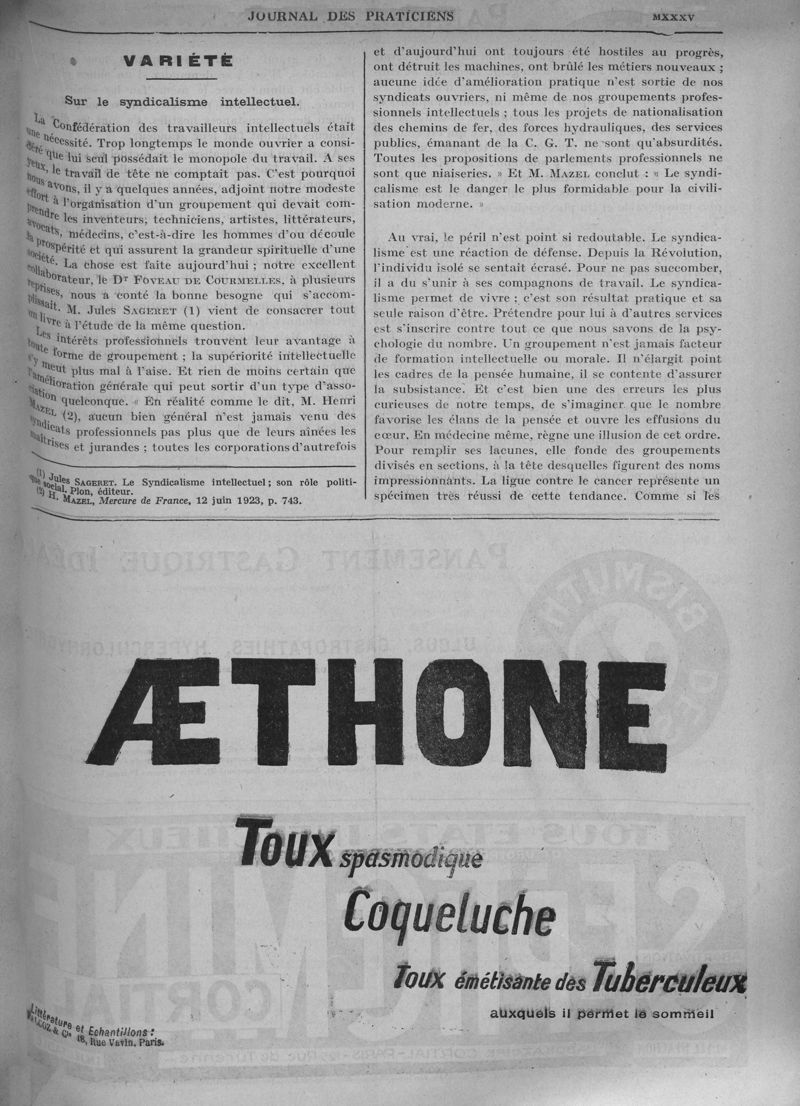 JOURNAL DES PRATICIENS
MXXXV
VARIÉTÉ
Sur le syndicalisme intellectuel.
La Confédération des travailleurs intellectuels était
une nécessité. Trop longtemps le monde ouvrier a consi-
déré que lui seul possédait le monopole du travail. A ses
yeux, le travail de tête ne comptait pas. C'est pourquoi
nous avons, il y a quelques années, adjoint notre modeste
effort à l'organisation d'un groupement qui devait com-
prendre les inventeurs, techniciens, artistes, littérateurs,
avocats, médecins, c'est-à-dire les hommes d'où découle
la prospérité et qui assurent la grandeur spirituelle d'une
société. La chose est faite aujourd'hui ; notre excellent
collaborateur, le Dr FOVEAU DE COURMELLES, à plusieurs
reprises, nous a conté la bonne besogne qui s'accom-
plissait. M. Jules SAGERET (1) vient de consacrer tout
un livre à l'étude de la même question.
Les intérêts professionnels trouvent leur avantage à
toute forme de groupement ; la supériorité intellectuelle
s'y meut plus mal à l'aise. Et rien de moins certain que
l'amélioration générale qui peut sortir d'un type d'asso-
ciation quelconque. « En réalité comme le dit, M. Henri
MAZEL (2), aucun bien général n'est jamais venu des
syndicats professionnels pas plus que de leurs aînées les
maîtrises et jurandes ; toutes les corporations d'autrefois
(1) Jules SAGERET. Le Syndicalisme intellectuel ; son rôle politi-
que social. Plon, éditeur.
(2) H. MAZEL, Mercure de France, 12 juin 1923, p. 743.
et d'aujourd'hui ont toujours été hostiles au progrès,
ont détruit les machines, ont brûlé les métiers nouveaux ;
aucune idée d'amélioration pratique n'est sortie de nos
syndicats ouvriers, ni même de nos groupements profes-
sionnels intellectuels ; tous les projets de nationalisation
des chemins de fer, des forces hydrauliques, des services
publics, émanant de la C. G. T. ne sont qu'absurdités.
Toutes les propositions de parlements professionnels ne
sont que niaiseries. » Et M. MAZEL conclut : « Le syndi-
calisme est le danger le plus formidable pour la civili-
sation moderne. »
Au vrai, le péril n'est point si redoutable. Le syndica-
lisme est une réaction de défense. Depuis la Révolution,
l'individu isolé se sentait écrasé. Pour ne pas succomber,
il a du s'unir à ses compagnons de travail. Le syndica-
lisme permet de vivre ; c'est son résultat pratique et sa
seule raison d'être. Prétendre pour lui à d'autres services
est s'inscrire contre tout ce que nous savons de la psy-
chologie du nombre. Un groupement n'est jamais facteur
de formation intellectuelle ou morale. Il n'élargit point
les cadres de la pensée humaine, il se contente d'assurer
la subsistance. Et c'est bien une des erreurs les plus
curieuses de notre temps, de s'imaginer que le nombre
favorise les élans de la pensée et ouvre les effusions du
cœur. En médecine même, règne une illusion de cet ordre.
Pour remplir ses lacunes, elle fonde des groupements
divisés en sections, à la tête desquelles figurent des noms
impressionnants. La ligue contre le cancer représente un
spécimen très réussi de cette tendance. Comme si les
ÆTHONE
Toux spasmodique
Coqueluche
Toux émétisante des Tuberculeux
auxquels il permet le sommeil
Littérature et Echantillons :
& Cie 18, Rue Vavin, Paris.